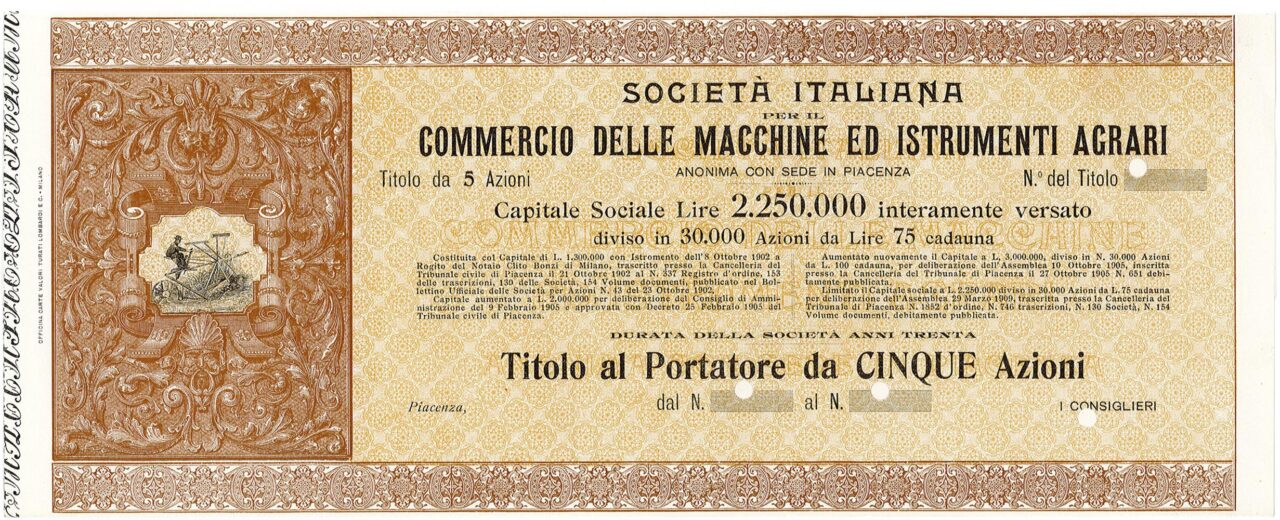 SOCIETÀ ITALIANA
PER IL
COMMERCIO DELLE MACCHINE ED ISTRUMENTI AGRARI
Titolo da 5 Azioni
ANONIMA CON SEDE IN PIACENZA
N.º del Titolo
Capitale Sociale Lire 2.250.000 interamente versato
diviso in 30.000 Azioni da Lire 75 cadauna
Costituita col Capitale di L. 1.300.000 con Istromento dell'8 Ottobre 1902 a
Rogito del Notaio Clito Bonzi di Milano, trascritto presso la Cancelleria del
Tribunale civile di Piacenza il 21 Ottobre 1902 al N. 337 Registro d'ordine, 153
delle trascrizioni, 130 delle Società, 154 Volume documenti, pubblicato nel Bol-
lettino Ufficiale delle Società per Azioni N. 43 del 23 Ottobre 1902,
Capitale aumentato a L. 2.000.000 per deliberazione del Consiglio di Ammi-
nistrazione del 9 Febbraio 1905 e approvata con Decreto 25 Febbraio 1905 del
Tribunale civile di Piacenza.
Aumentato nuovamente il Capitale a L. 3,000,000, diviso in N. 30,000 Azioni
da L. 100 cadauna, per deliberazione dell'Assemblea 10 Ottobre 1905, inscritta
presso la Cancelleria del Tribunale di Piacenza il 27 Ottobre 1905 N. 651 debi-
tamente pubblicata.
Limitato il Capitale sociale a L. 2.250.000 diviso in 30.000 Azioni da L. 75 cadauna
per deliberazione dell'Assemblea 29 Marzo 1909, trascritta presso la Cancelleria del
Tribunale di Piacenza N. 1852 d'ordine, N. 746 trascrizioni, N. 130 Società, N. 154
Volume documenti, debitamente pubblicata.
DURATA DELLA SOCIETÀ ANNI TRENTA
Titolo al Portatore da CINQUE Azioni
dal N. al N.
Piacenza,
I CONSIGLIERI
OFFICINA CARTE VALORI TURATI LOMBARDI E C. - MILANO